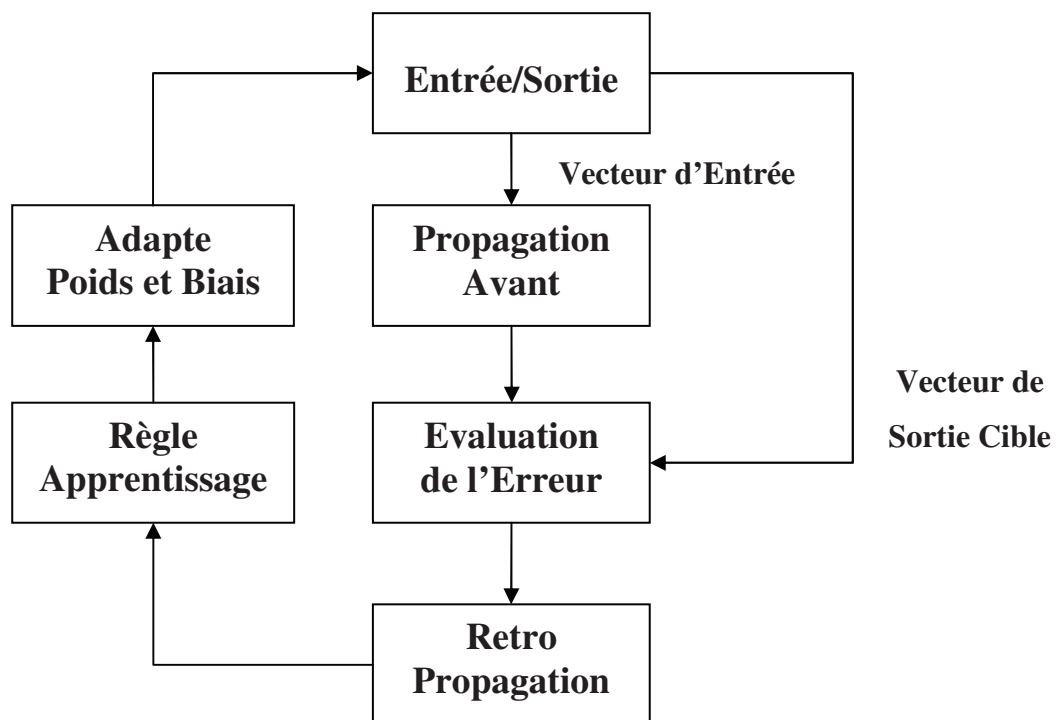 Entrée/Sortie
Vecteur d’Entrée
Adapte
Poids et Biais
Propagation
Avant
Vecteur de
Sortie Cible
Règle
Apprentissage
Evaluation
de l’Erreur
Retro
Propagation